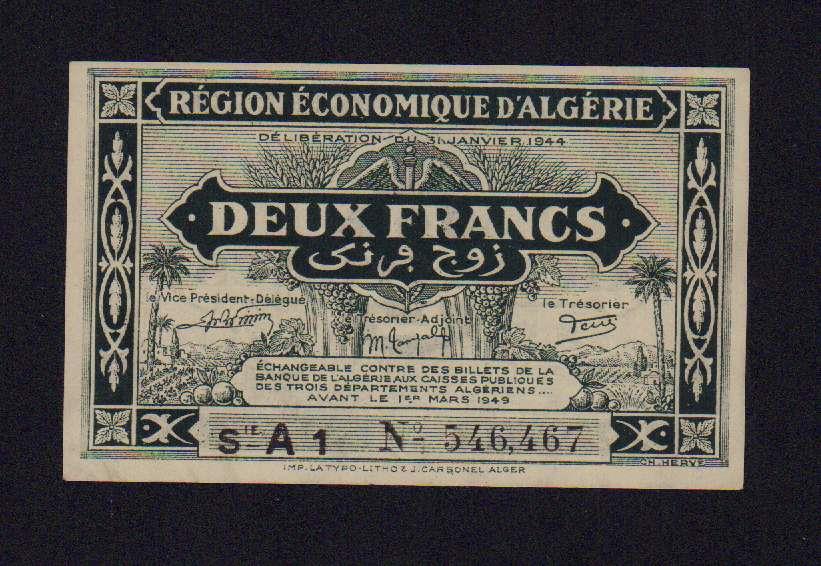 RÉGION ÉCONOMIQUE D'ALGÉRIE
DÉLIBÉRATION DU 31 JANVIER 1944
DEUX FRANCS
زوج فرنك
le Vice Président-Délégué
le Trésorier-Adjoint
le Trésorier
ÉCHANGEABLE CONTRE DES BILLETS DE LA
BANQUE DE L'ALGÉRIE AUX CAISSES PUBLIQUES
DES TROIS DÉPARTEMENTS ALGÉRIENS....
AVANT LE 1ER MARS 1949
SIE A 1 No 546,467
IMP. LA TYPO-LITHO & J. CARBONEL ALGER
CH. HERVÉ